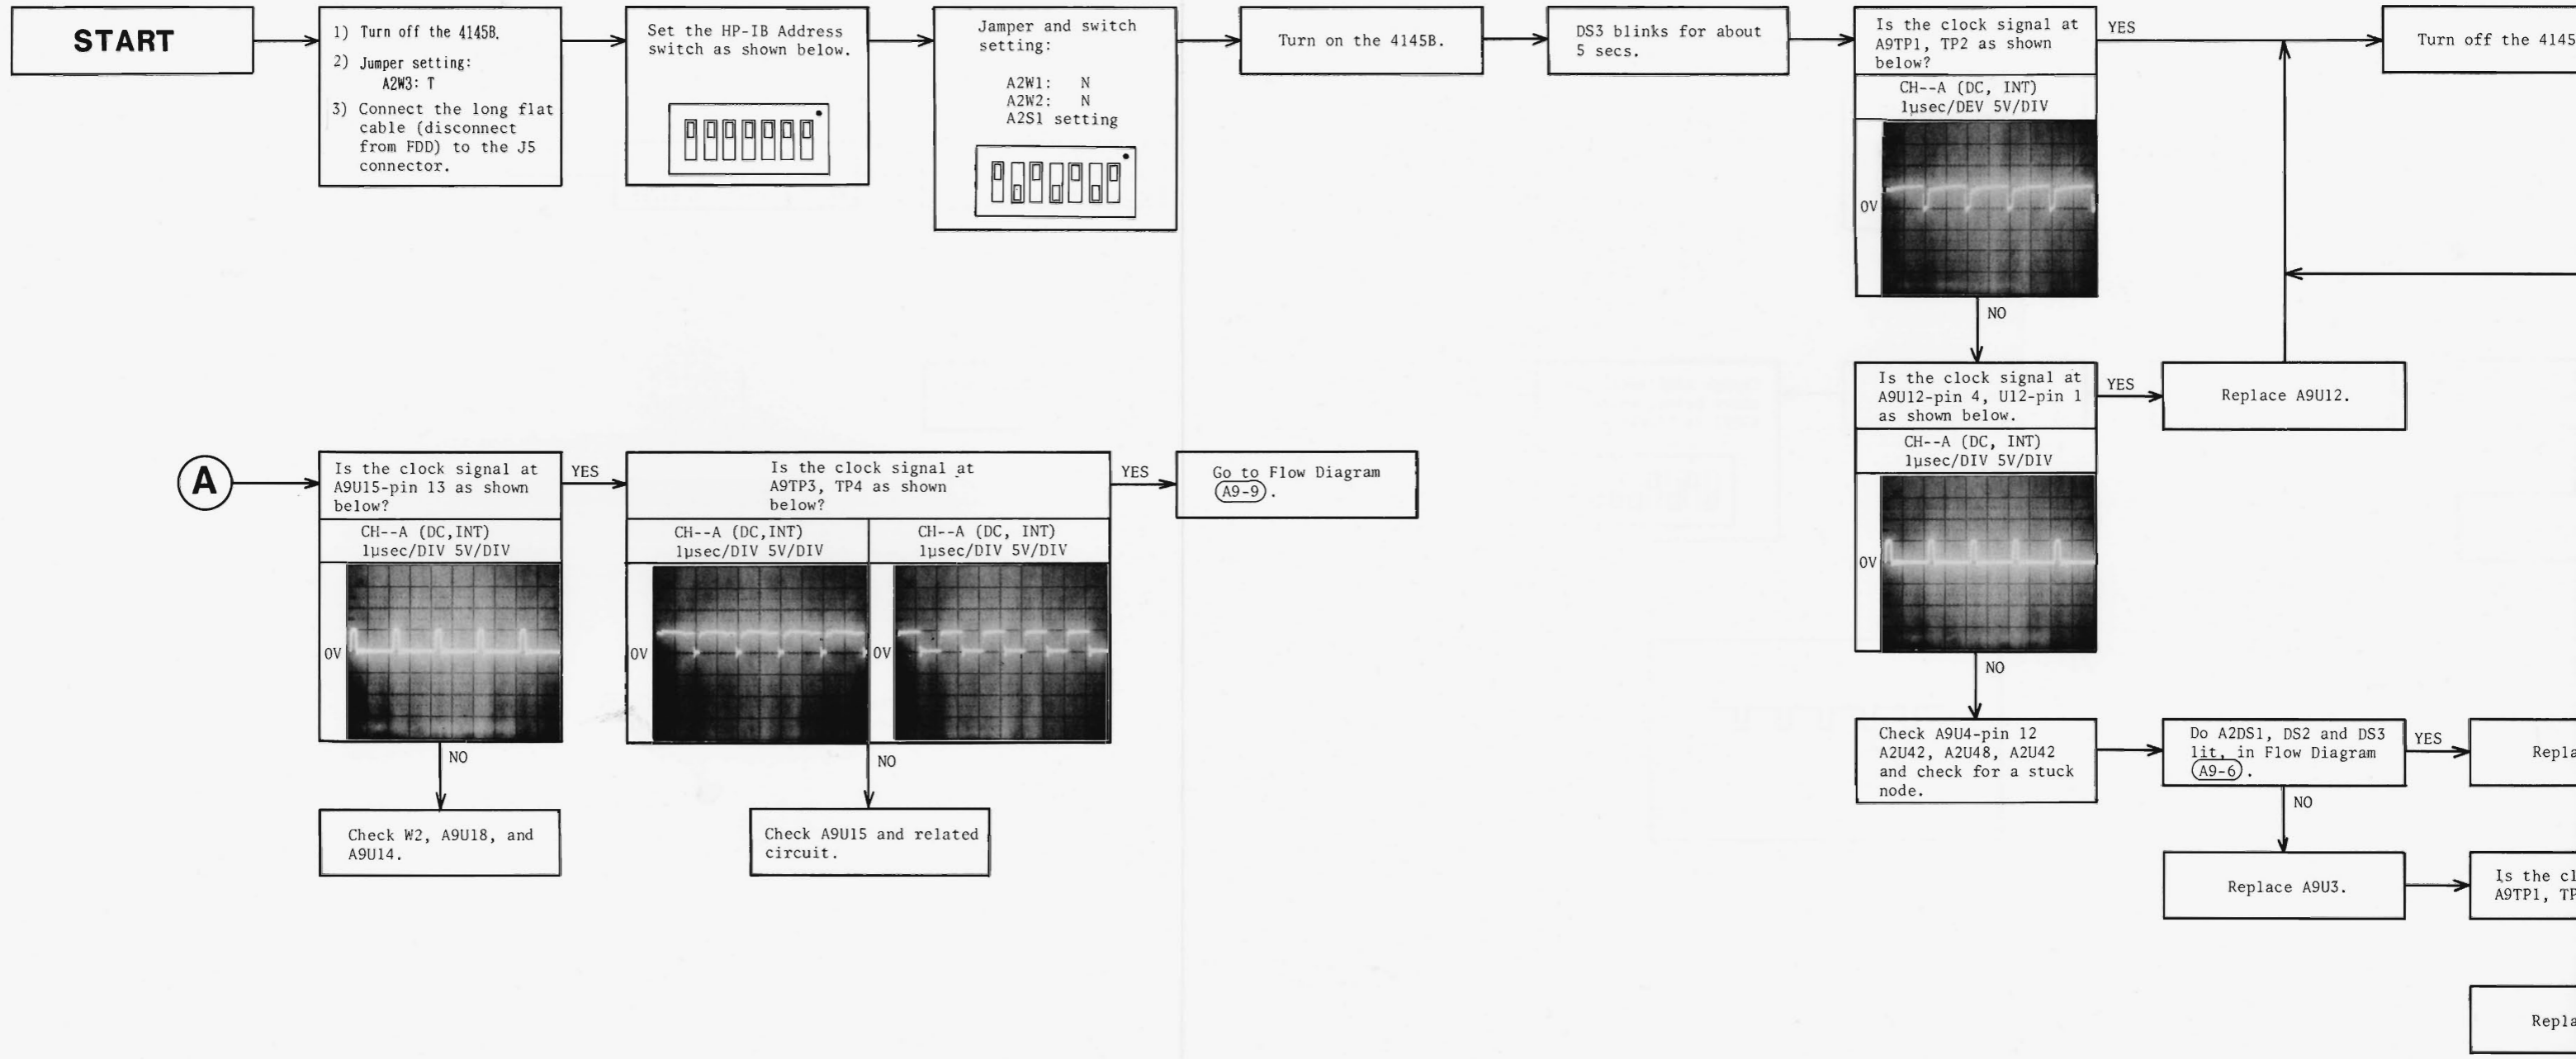 START
1) Turn off the 4145B.
2) Jumper setting:
A2W3: T
3) Connect the long flat
cable (disconnect
from FDD) to the J5
connector.
Set the HP-IB Address
switch as shown below.
Jamper and switch
setting:
A2W1: N
A2W2: N
A2S1 setting
Turn on the 4145B.
DS3 blinks for about
5 secs.
Is the clock signal at
A9TP1, TP2 as shown
below?
CH--A (DC, INT)
1µsec/DEV 5V/DIV
0V
YES
Turn off the 4145
NO
Is the clock signal at
A9U12-pin 4, U12-pin 1
as shown below.
CH--A (DC, INT)
1µsec/DIV 5V/DIV
0V
YES
Replace A9U12.
NO
Check A9U4-pin 12
A2U42, A2U48, A2U42
and check for a stuck
node.
Do A2DS1, DS2 and DS3
lit, in Flow Diagram
A9-6.
YES
Repla
NO
Replace A9U3.
Is the cl
A9TP1, TP
Repla
A
Is the clock signal at
A9U15-pin 13 as shown
below?
CH--A (DC,INT)
1µsec/DIV 5V/DIV
0V
YES
NO
Check W2, A9U18, and
A9U14.
Is the clock signal at
A9TP3, TP4 as shown
below?
CH--A (DC,INT)
1µsec/DIV 5V/DIV
0V
CH--A (DC, INT)
1µsec/DIV 5V/DIV
0V
YES
Go to Flow Diagram
A9-9.
NO
Check A9U15 and related
circuit.